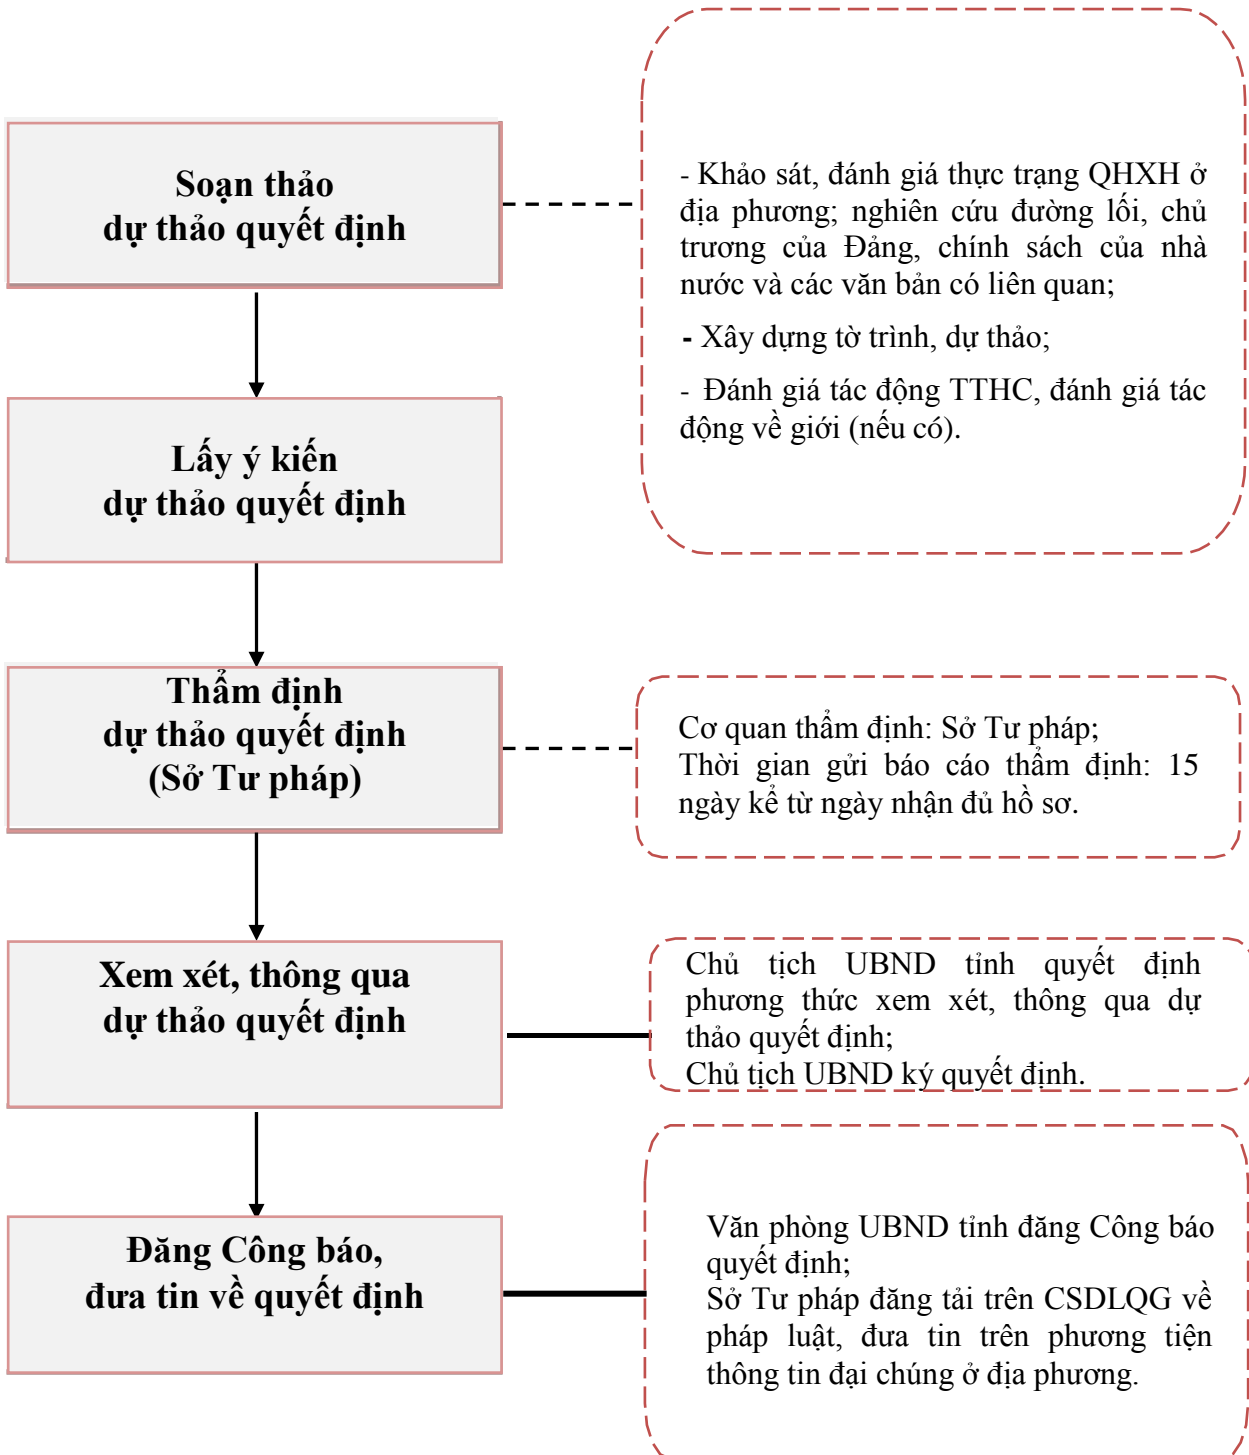 Soạn thảo
dự thảo quyết định
- Khảo sát, đánh giá thực trạng QHXH ở
địa phương; nghiên cứu đường lối, chủ
trương của Đảng, chính sách của nhà
nước và các văn bản có liên quan;
- Xây dựng tờ trình, dự thảo;
- Đánh giá tác động TTHC, đánh giá tác
động về giới (nếu có).
Lấy ý kiến
dự thảo quyết định
Thẩm định
dự thảo quyết định
(Sở Tư pháp)
Cơ quan thẩm định: Sở Tư pháp;
Thời gian gửi báo cáo thẩm định: 15
ngày kể từ ngày nhận đủ hồ sơ.
Xem xét, thông qua
dự thảo quyết định
Chủ tịch UBND tỉnh quyết định
phương thức xem xét, thông qua dự
thảo quyết định;
Chủ tịch UBND ký quyết định.
Đăng Công báo,
đưa tin về quyết định
Văn phòng UBND tỉnh đăng Công báo
quyết định;
Sở Tư pháp đăng tải trên CSDLQG về
pháp luật, đưa tin trên phương tiện
thông tin đại chúng ở địa phương.